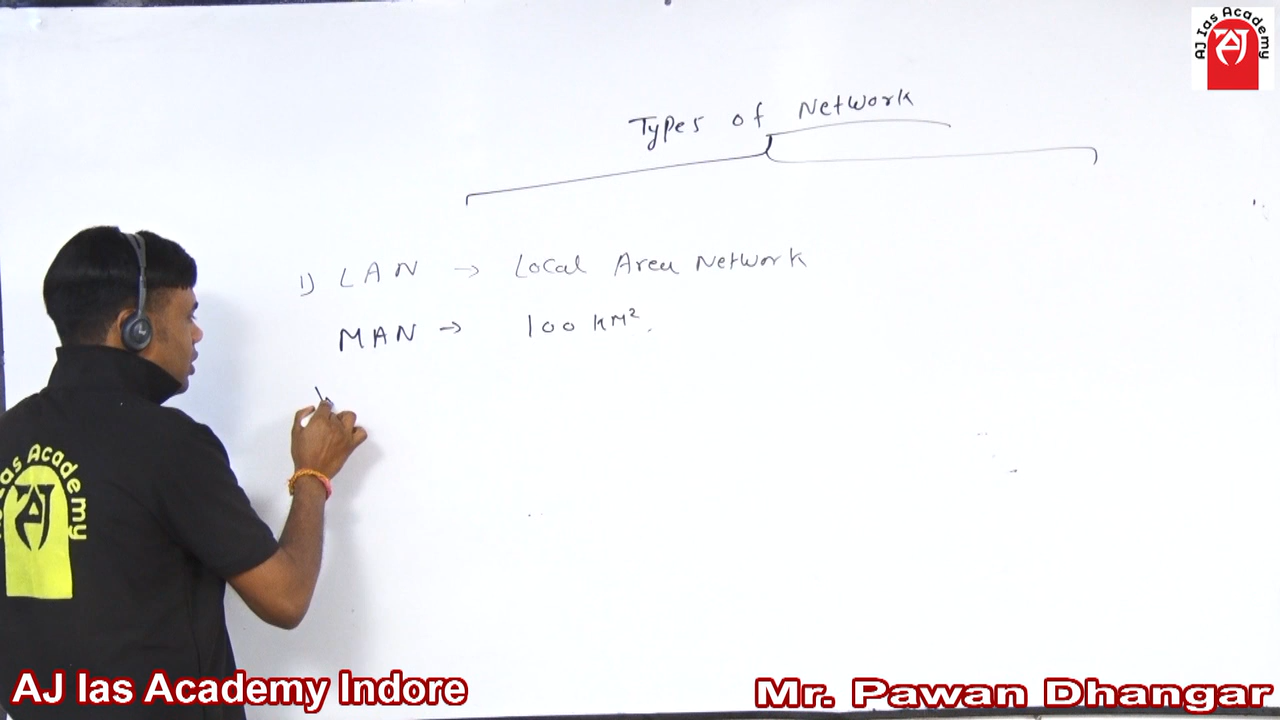 AJ Ias Academy
Types of Network
1) LAN → Local Area Network
MAN → 100 KM²
Ias Academy
AJ Ias Academy Indore
Mr. Pawan Dhangar